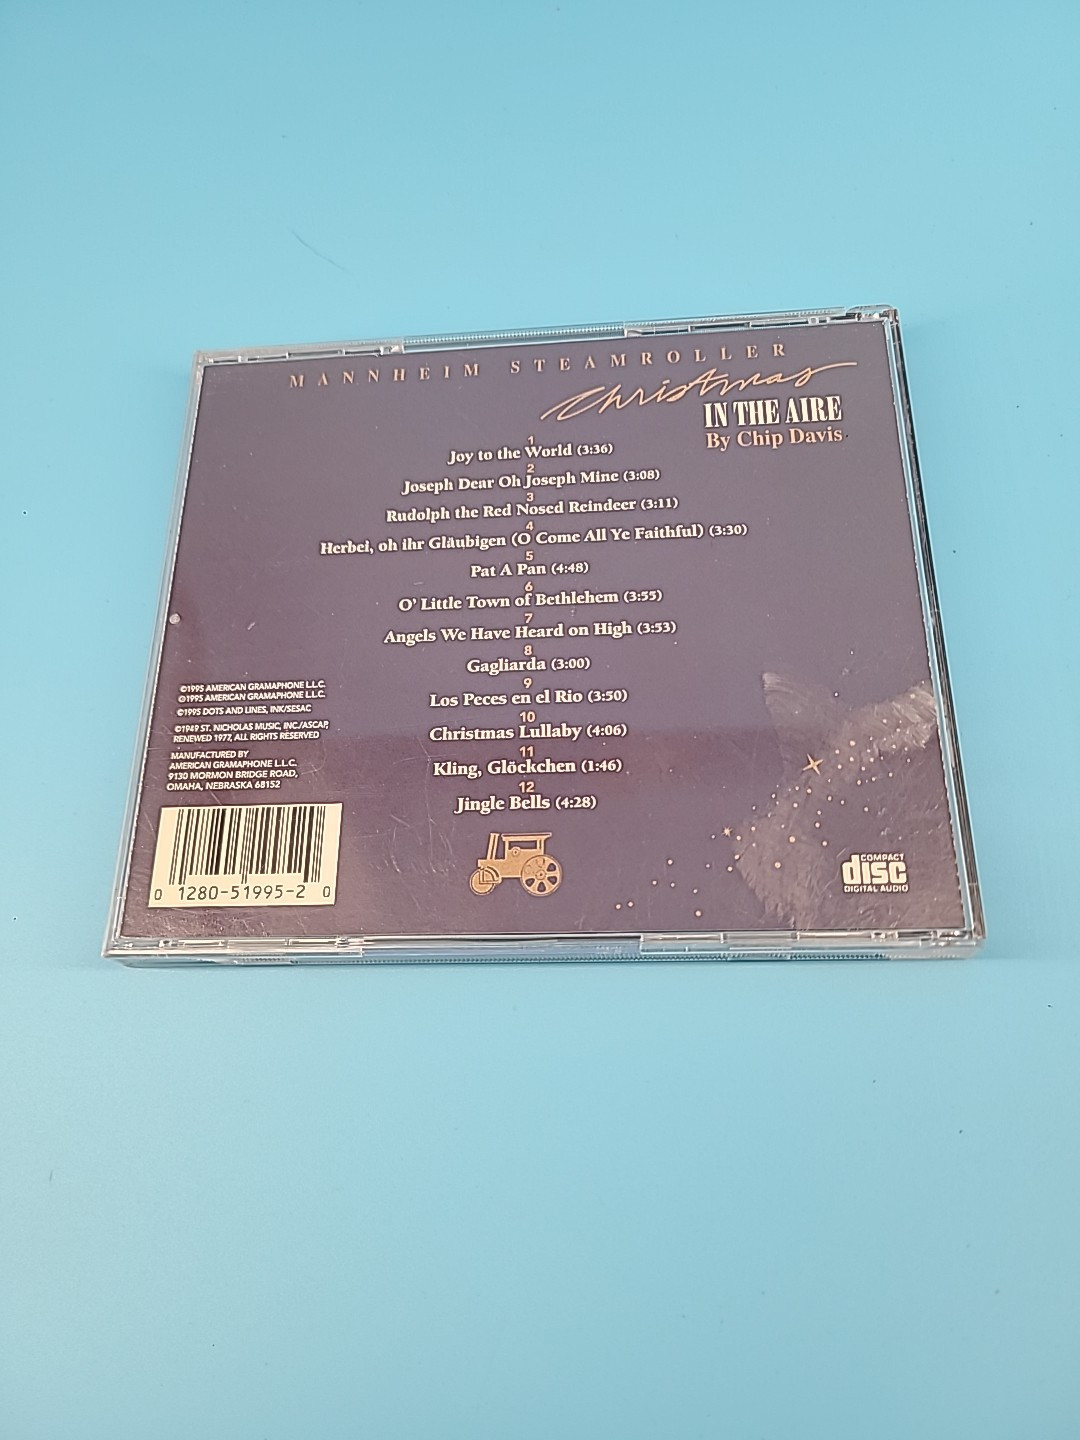 MANNHEIM STEAMROLLER
Christmas
IN THE AIRE
By Chip Davis
1
Joy to the World (3:36)
2
Joseph Dear Oh Joseph Mine (3:08)
3
Rudolph the Red Nosed Reindeer (3:11)
4
Herbei, oh ihr Gläubigen (O Come All Ye Faithful) (3:30)
5
Pat A Pan (4:48)
6
O' Little Town of Bethlehem (3:55)
7
Angels We Have Heard on High (3:53)
8
Gagliarda (3:00)
9
Los Peces en el Rio (3:50)
10
Christmas Lullaby (4:06)
11
Kling, Glöckchen (1:46)
12
Jingle Bells (4:28)
©1995 AMERICAN GRAMAPHONE L.L.C.
℗1995 AMERICAN GRAMAPHONE L.L.C.
©1995 DOTS AND LINES, INK/SESAC
©1949 ST. NICHOLAS MUSIC, INC./ASCAP,
RENEWED 1977, ALL RIGHTS RESERVED
MANUFACTURED BY
AMERICAN GRAMAPHONE L.L.C.
9130 MORMON BRIDGE ROAD,
OMAHA, NEBRASKA 68152
0 1280-51995-2 0
COMPACT
disc
DIGITAL AUDIO